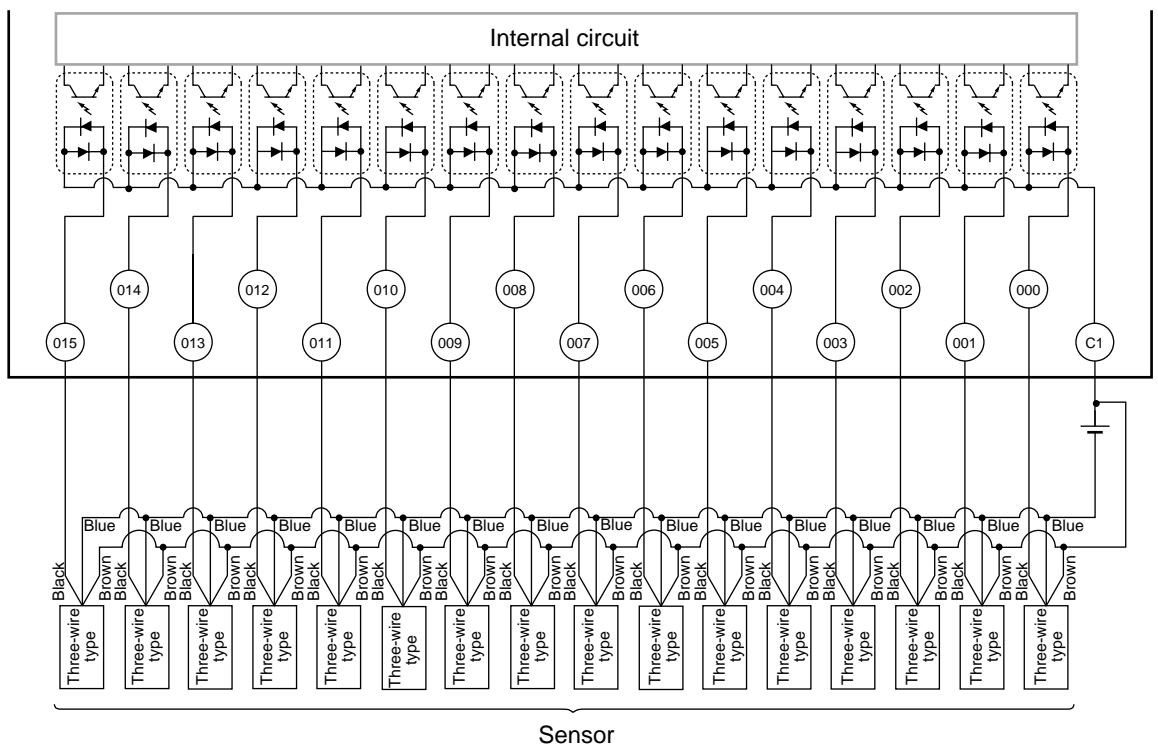 Internal circuit
014 012 010 008 006 004 002 000
015 013 011 009 007 005 003 001 C1
Blue Blue Blue Blue Blue Blue Blue Blue Blue Blue Blue Blue Blue Blue Blue Blue
Black Brown Black Brown Black Brown Black Brown Black Brown Black Brown Black Brown Black Brown Black Brown Black Brown Black Brown Black Brown Black Brown Black Brown Black Brown Black Brown
Three-wire
type
Three-wire
type
Three-wire
type
Three-wire
type
Three-wire
type
Three-wire
type
Three-wire
type
Three-wire
type
Three-wire
type
Three-wire
type
Three-wire
type
Three-wire
type
Three-wire
type
Three-wire
type
Three-wire
type
Three-wire
type
Sensor